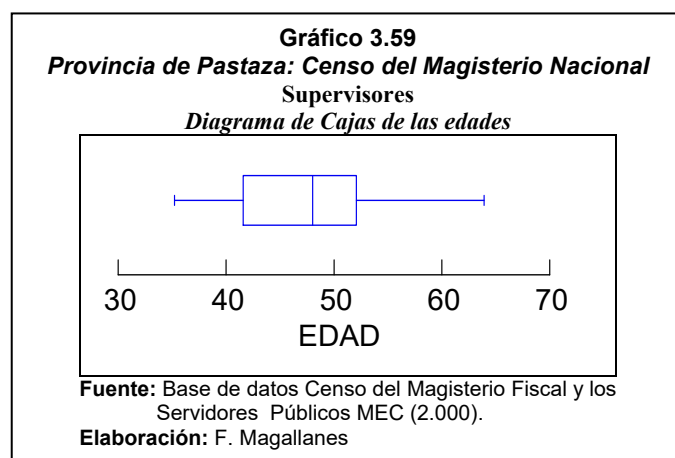 Gráfico 3.59
Provincia de Pastaza: Censo del Magisterio Nacional
Supervisores
Diagrama de Cajas de las edades
30 40 50 60 70
EDAD
Fuente: Base de datos Censo del Magisterio Fiscal y los
Servidores Públicos MEC (2.000).
Elaboración: F. Magallanes